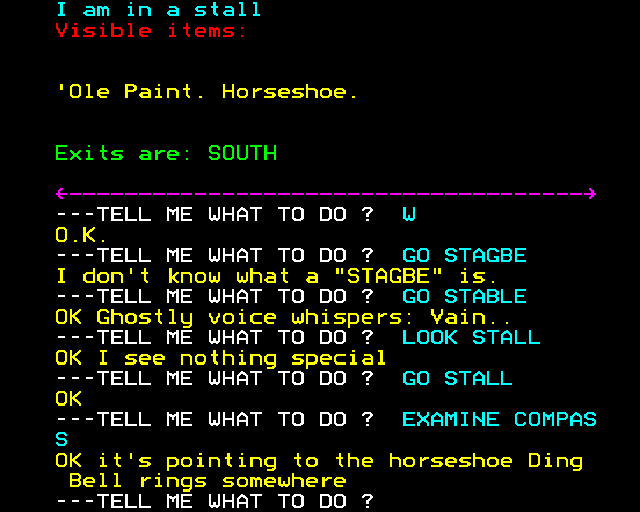 I am in a stall
Visible items:
'Ole Paint. Horseshoe.
Exits are: SOUTH
<-------------------------------------->
---TELL ME WHAT TO DO ?  W
O.K.
---TELL ME WHAT TO DO ?  GO STAGBE
I don't know what a "STAGBE" is.
---TELL ME WHAT TO DO ?  GO STABLE
OK Ghostly voice whispers: Vain..
---TELL ME WHAT TO DO ?  LOOK STALL
OK I see nothing special
---TELL ME WHAT TO DO ?  GO STALL
OK
---TELL ME WHAT TO DO ?  EXAMINE COMPAS
S
OK it's pointing to the horseshoe Ding
Bell rings somewhere
---TELL ME WHAT TO DO ?